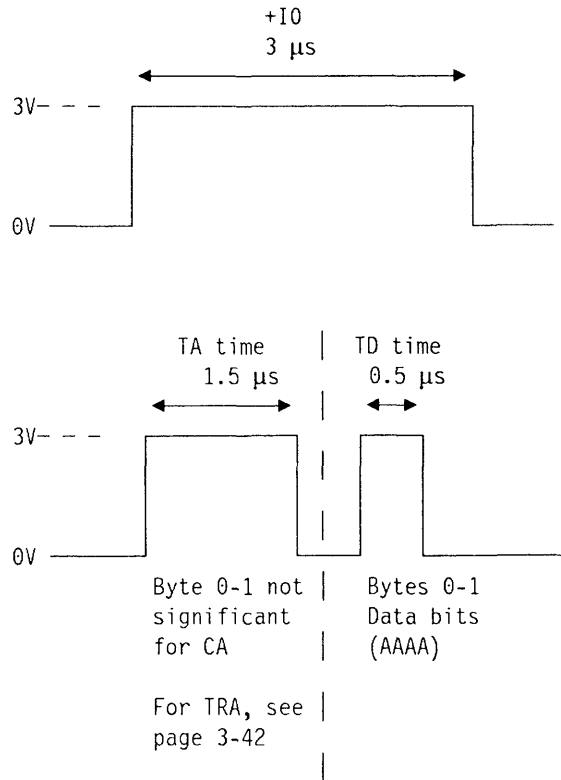 +I0
3 µs
3V
0V
TA time
1.5 µs
TD time
0.5 µs
3V
0V
Byte 0-1 not
significant
for CA
Bytes 0-1
Data bits
(AAAA)
For TRA, see
page 3-42